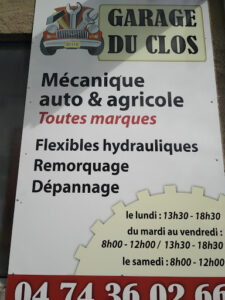 GARAGE
DU CLOS
Mécanique
auto & agricole
Toutes marques
Flexibles hydrauliques
Remorquage
Dépannage
le lundi : 13h30 - 18h30
du mardi au vendredi :
8h00 - 12h00 / 13h30 - 18h30
le samedi : 8h00 - 12h00
04 74 36 02 66